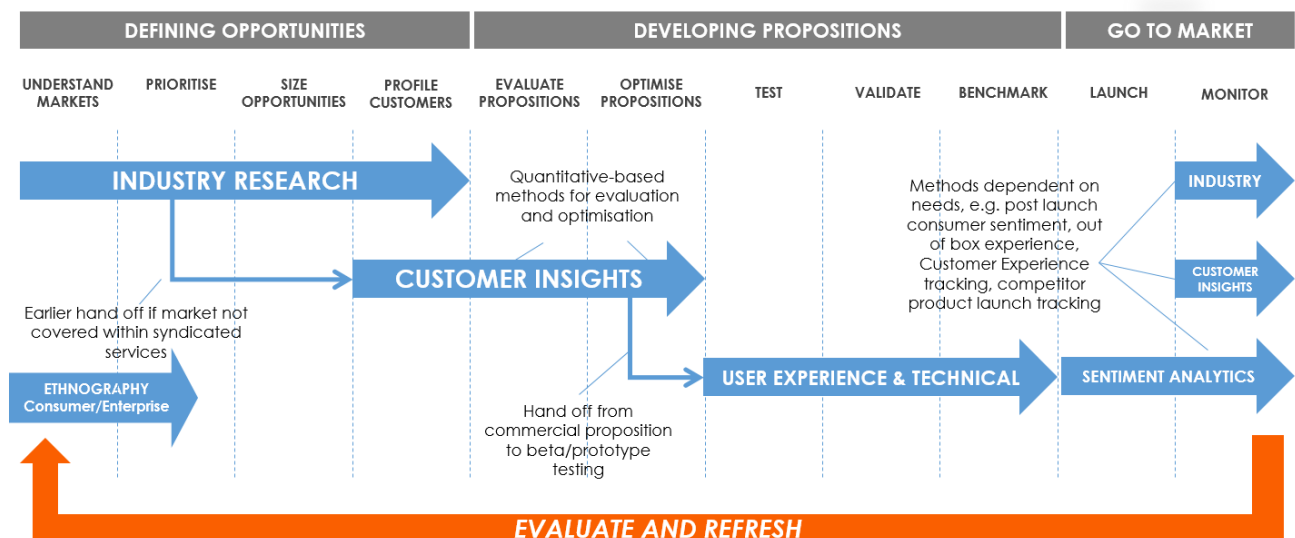 DEFINING OPPORTUNITIES
DEVELOPING PROPOSITIONS
GO TO MARKET
UNDERSTAND
MARKETS
PRIORITISE
SIZE
OPPORTUNITIES
PROFILE
CUSTOMERS
EVALUATE
PROPOSITIONS
OPTIMISE
PROPOSITIONS
TEST
VALIDATE
BENCHMARK
LAUNCH
MONITOR
INDUSTRY RESEARCH
Quantitative-based
methods for evaluation
and optimisation
Methods dependent on
needs, e.g. post launch
consumer sentiment, out
of box experience,
Customer Experience
tracking, competitor
product launch tracking
INDUSTRY
CUSTOMER INSIGHTS
CUSTOMER
INSIGHTS
Earlier hand off if market not
covered within syndicated
services
ETHNOGRAPHY
Consumer/Enterprise
USER EXPERIENCE & TECHNICAL
SENTIMENT ANALYTICS
Hand off from
commercial proposition
to beta/prototype
testing
EVALUATE AND REFRESH